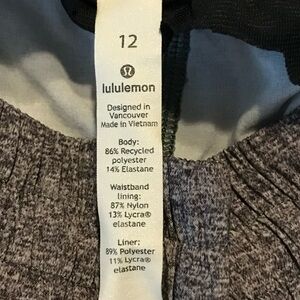 12
lululemon
Designed in
Vancouver
Made in Vietnam
Body:
86% Recycled
polyester
14% Elastane
Waistband
lining:
87% Nylon
13% Lycra®
elastane
Liner:
89% Polyester
11% Lycra®
elastane